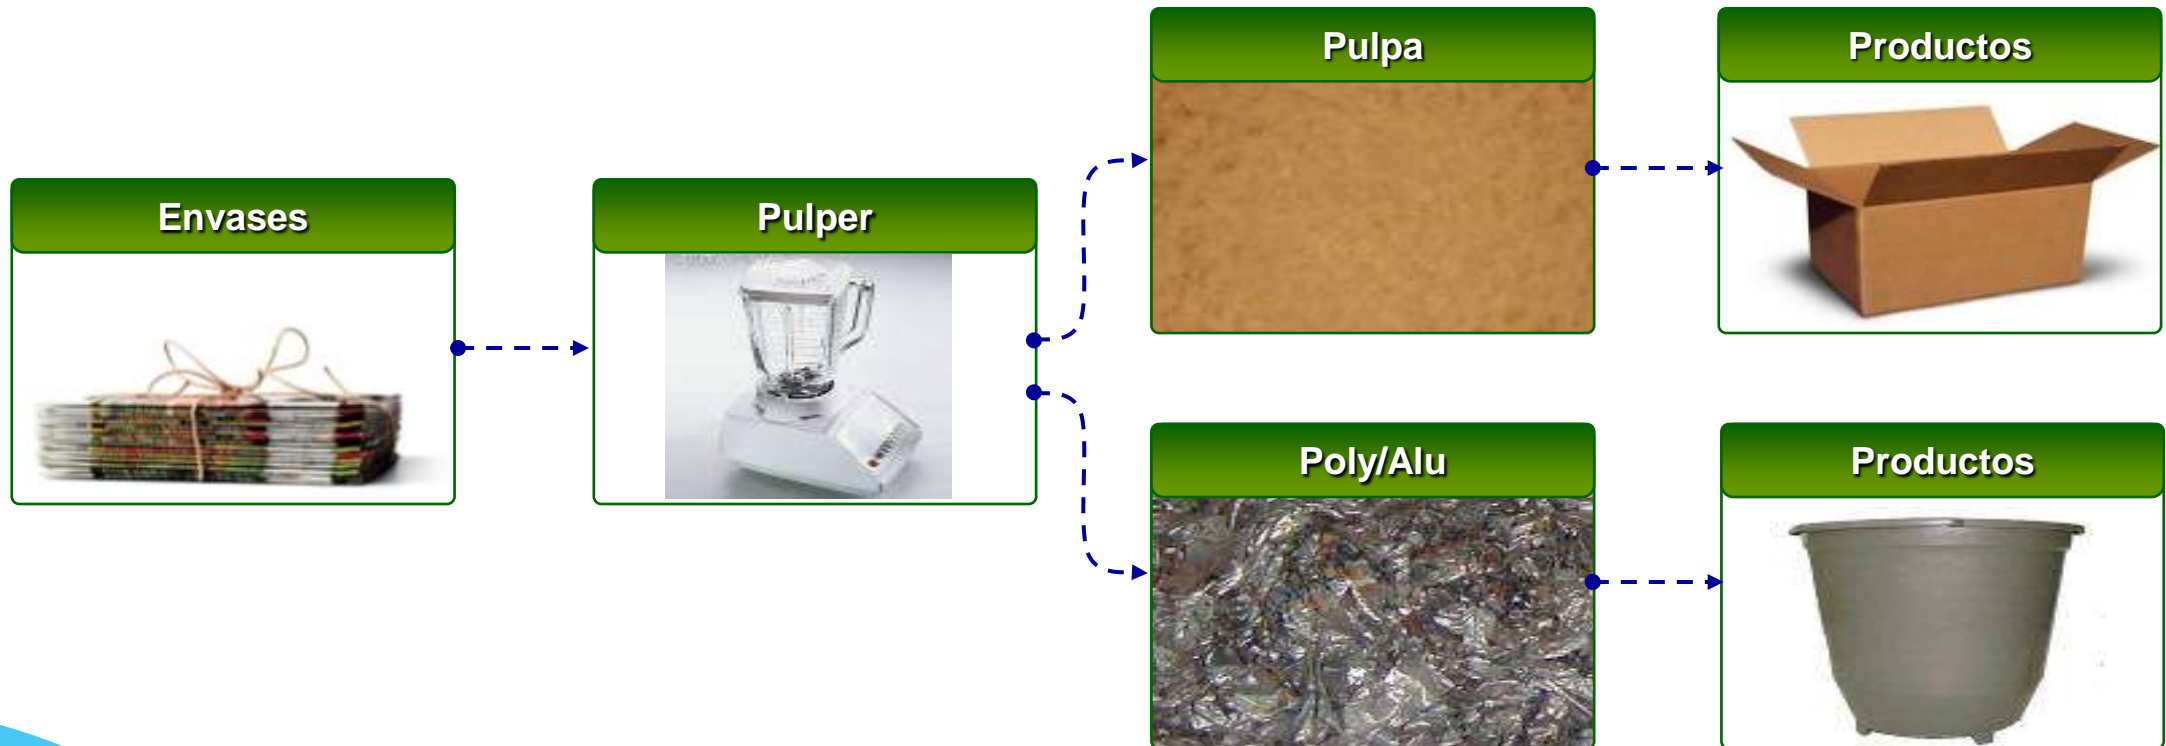 Envases
Pulper
Pulpa
Productos
Poly/Alu
Productos